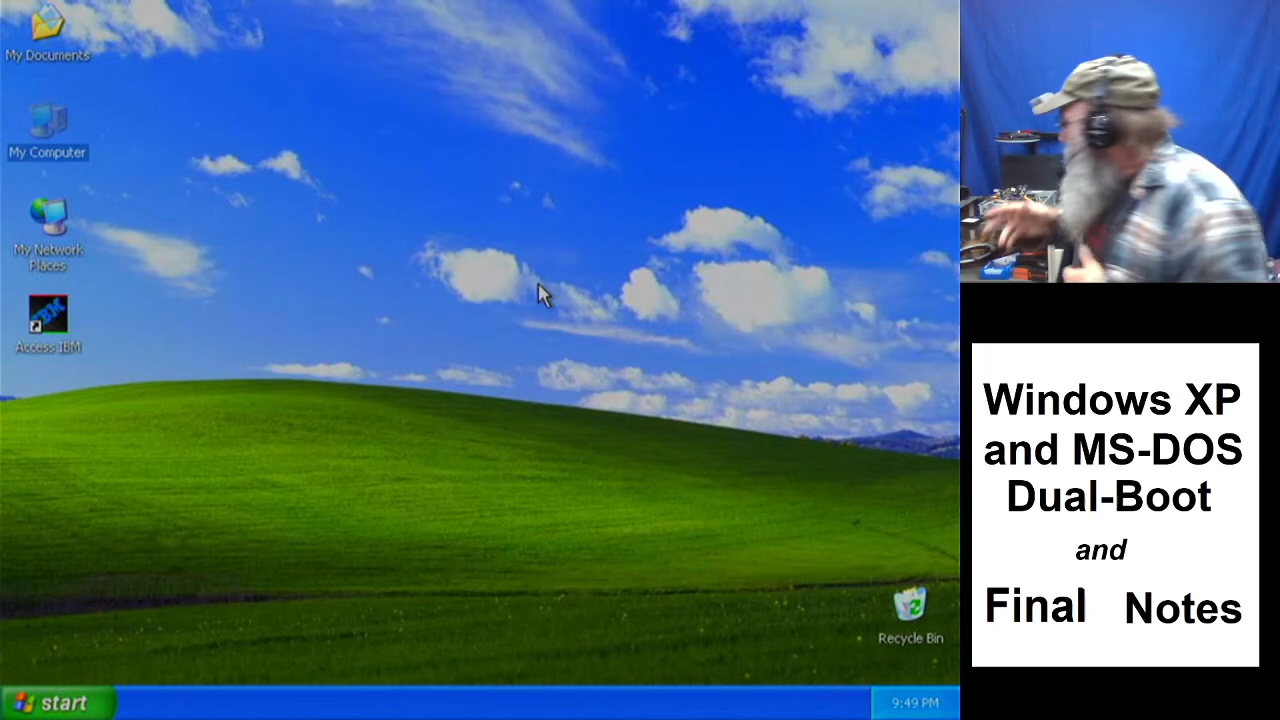 My Documents
My Computer
My Network
Places
IBM
Access IBM
Recycle Bin
start
9:49 PM
Windows XP
and MS-DOS
Dual-Boot
and
Final Notes